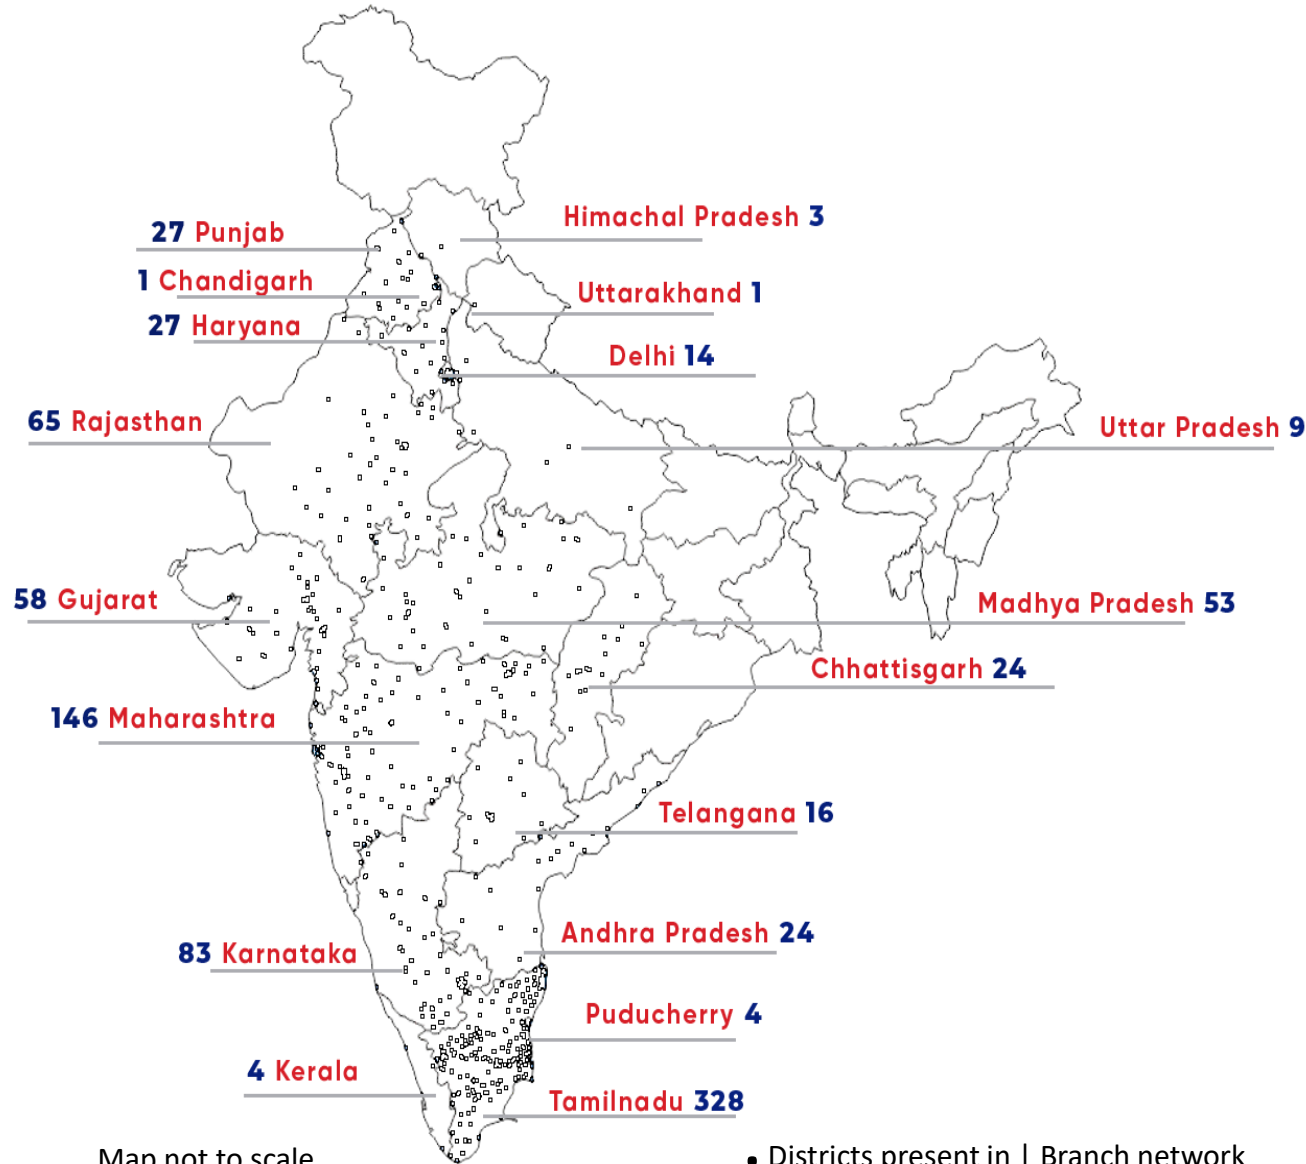 Himachal Pradesh 3
27 Punjab
1 Chandigarh
Uttarakhand 1
27 Haryana
Delhi 14
65 Rajasthan
Uttar Pradesh 9
58 Gujarat
Madhya Pradesh 53
Chhattisgarh 24
146 Maharashtra
Telangana 16
Andhra Pradesh 24
83 Karnataka
Puducherry 4
4 Kerala
Tamilnadu 328
Map not to scale
• Districts present in | Branch network